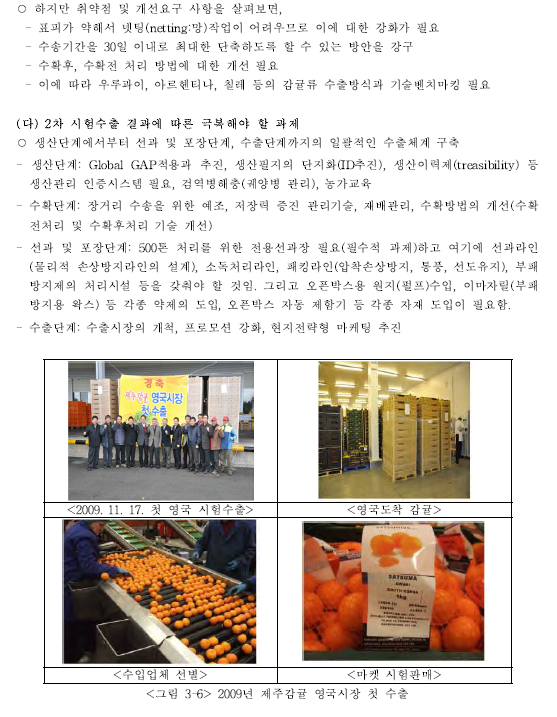 ○ 하지만 취약점 및 개선요구 사항을 살펴보면,
- 표피가 약해서 넷팅(netting:망)작업이 어려우므로 이에 대한 강화가 필요
- 수송기간을 30일 이내로 최대한 단축하도록 할 수 있는 방안을 강구
- 수확후, 수확전 처리 방법에 대한 개선 필요
- 이에 따라 우루과이, 아르헨티나, 칠레 등의 감귤류 수출방식과 기술벤치마킹 필요
(다) 2차 시험수출 결과에 따른 극복해야 할 과제
○ 생산단계에서부터 선과 및 포장단계, 수출단계까지의 일괄적인 수출체계 구축
- 생산단계: Global GAP적용과 추진, 생산필지의 단지화(ID추진), 생산이력제(treasibility) 등
생산관리 인증시스템 필요, 검역병해충(궤양병 관리), 농가교육
- 수확단계: 장거리 수송을 위한 예조, 저장력 증진 관리기술, 재배관리, 수확방법의 개선(수확
전처리 및 수확후처리 기술 개선)
- 선과 및 포장단계: 500톤 처리를 위한 전용선과장 필요(필수적 과제)하고 여기에 선과라인
(물리적 손상방지라인의 설계), 소독처리라인, 패킹라인(압착손상방지, 통풍, 선도유지), 부패
방지제의 처리시설 등을 갖춰야 할 것임. 그리고 오픈박스용 원지(펄프)수입, 이마자릴(부패
방지용 왁스) 등 각종 약제의 도입, 오픈박스 자동 제함기 등 각종 자재 도입이 필요함.
- 수출단계: 수출시장의 개척, 프로모션 강화, 현지전략형 마케팅 추진
경축
제주감귤 영국시장
첫 수출
<2009. 11. 17. 첫 영국 시험수출>
<영국도착 감귤>
SATSUMA
OWARI
SOUTH KOREA
1kg
<수입업체 선별>
<마켓 시험판매>
<그림 3-6> 2009년 제주감귤 영국시장 첫 수출